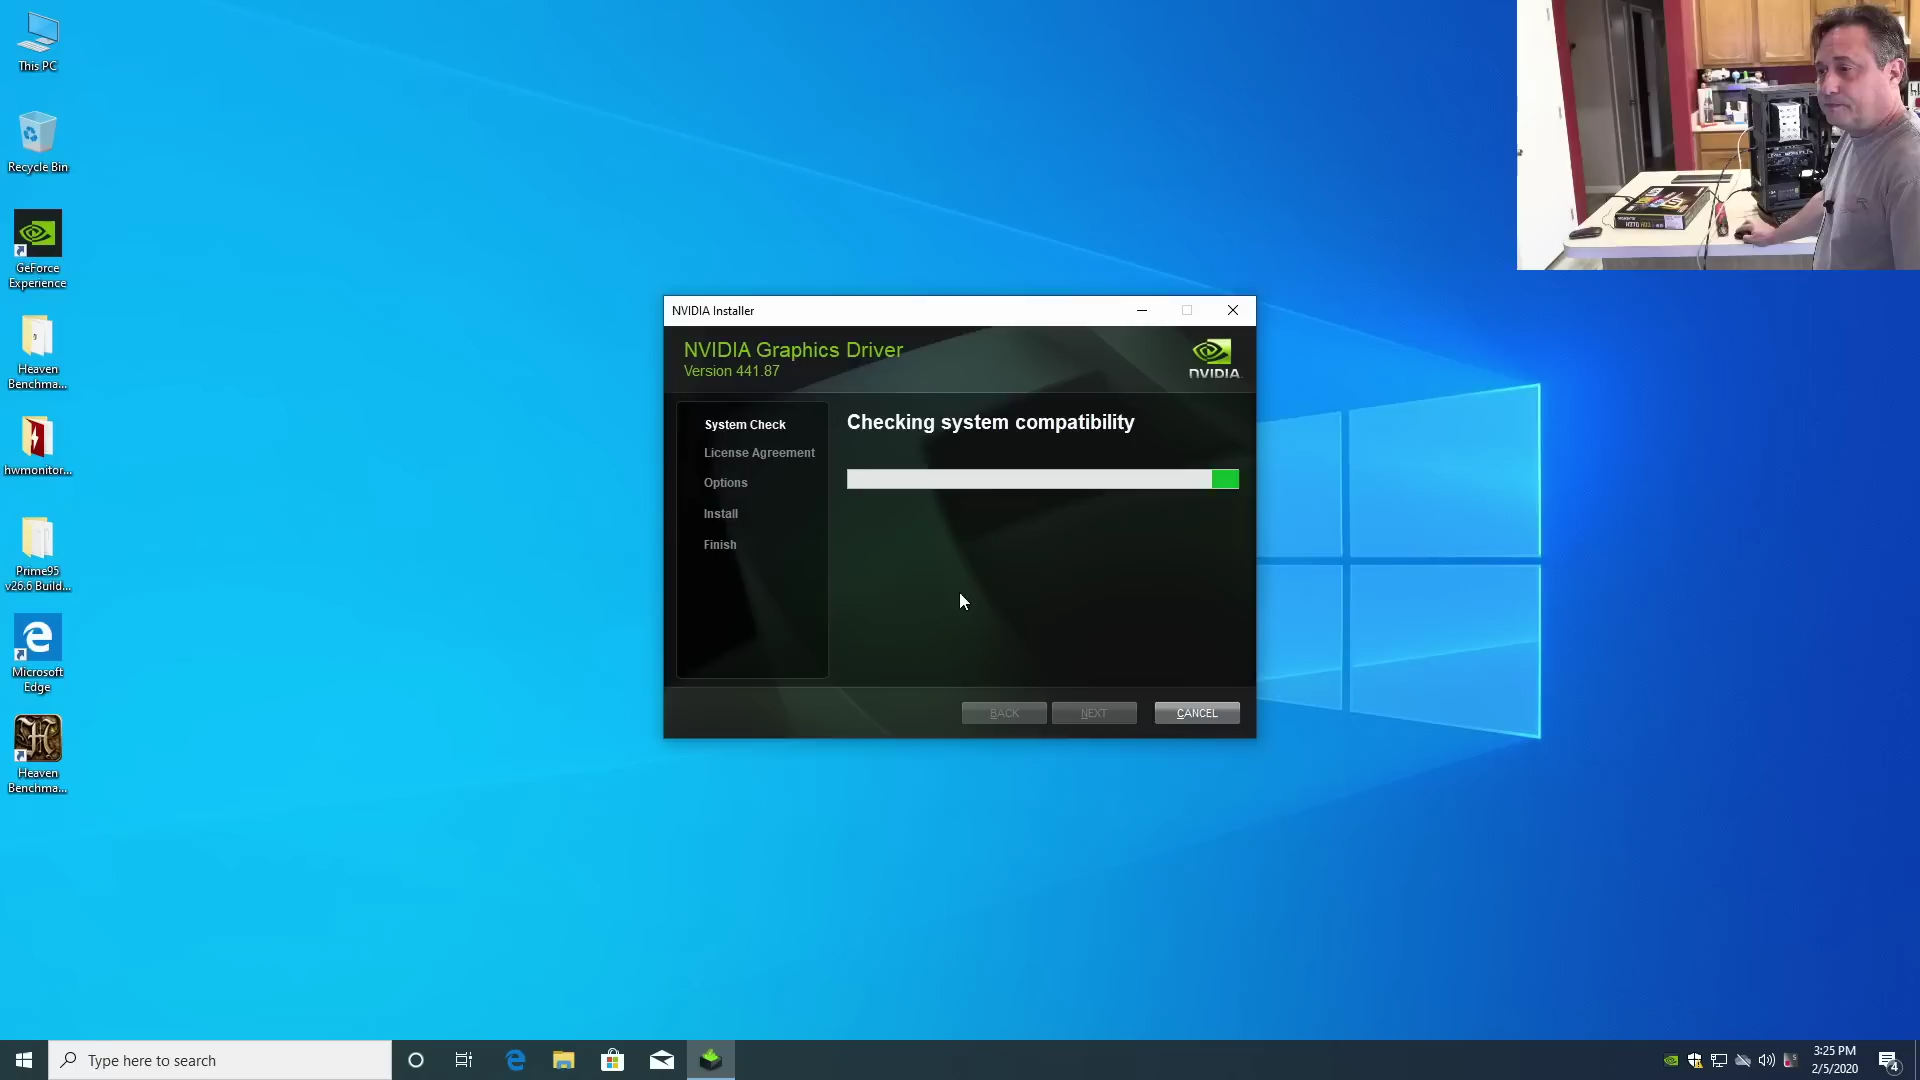 This PC
Recycle Bin
GeForce
Experience
Heaven
Benchma...
hwmonitor...
Prime95
v26.6 Build...
Microsoft
Edge
Heaven
Benchma...
NVIDIA Installer
NVIDIA Graphics Driver
Version 441.87
NVIDIA
System Check
License Agreement
Options
Install
Finish
Checking system compatibility
BACK
NEXT
CANCEL
Type here to search
3:25 PM
2/5/2020
4